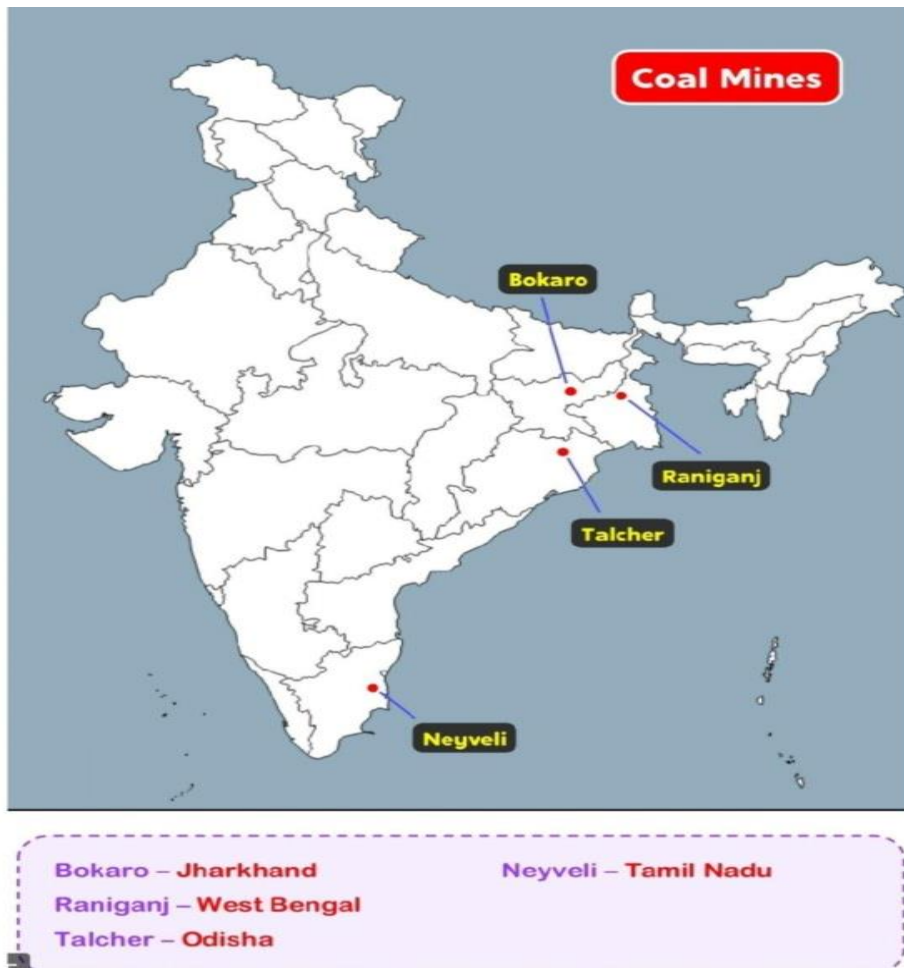 Coal Mines
Bokaro
Raniganj
Talcher
Neyveli
Bokaro – Jharkhand
Neyveli – Tamil Nadu
Raniganj – West Bengal
Talcher – Odisha